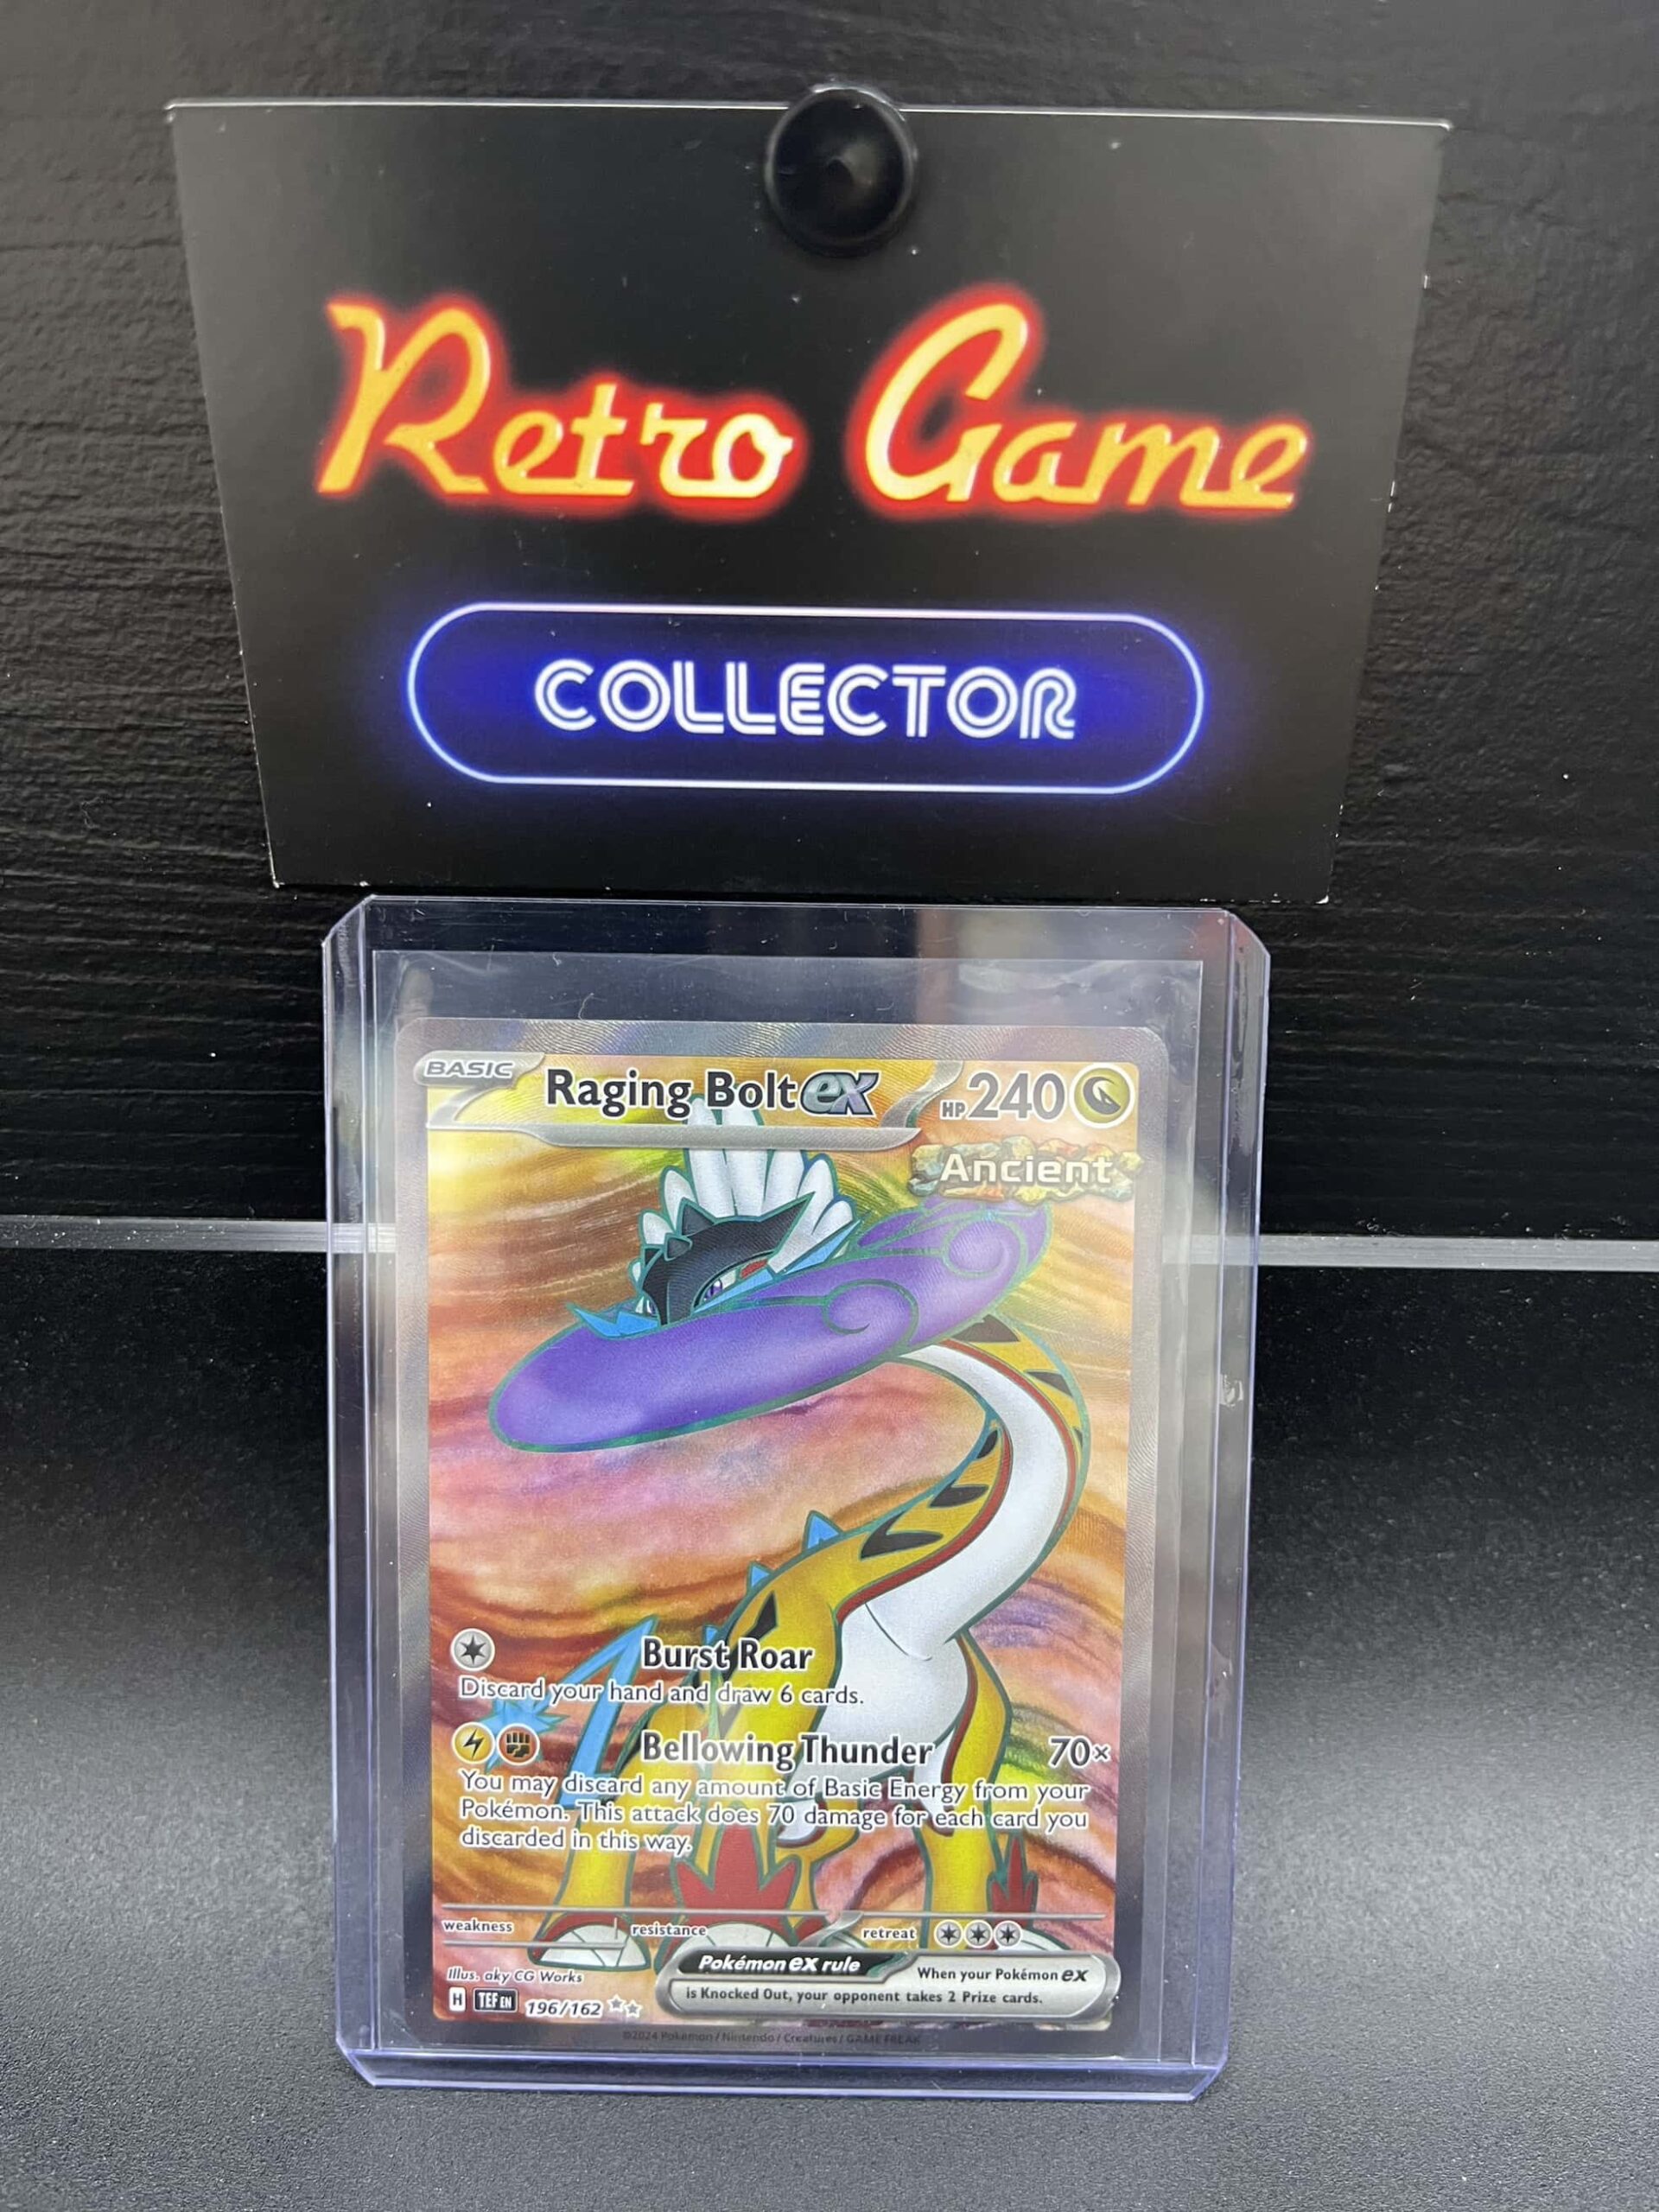 Retro Game
COLLECTOR
BASIC Raging Bolt ex HP 240
Ancient
Burst Roar
Discard your hand and draw 6 cards.
Bellowing Thunder 70×
You may discard any amount of Basic Energy from your
Pokémon. This attack does 70 damage for each card you
discarded in this way.
weakness resistance retreat
Pokémon ex rule When your Pokémon ex
is Knocked Out, your opponent takes 2 Prize cards.
Illus. aky CG Works
H TEF EN 196/162
©2024 Pokémon / Nintendo / Creatures / GAME FREAK